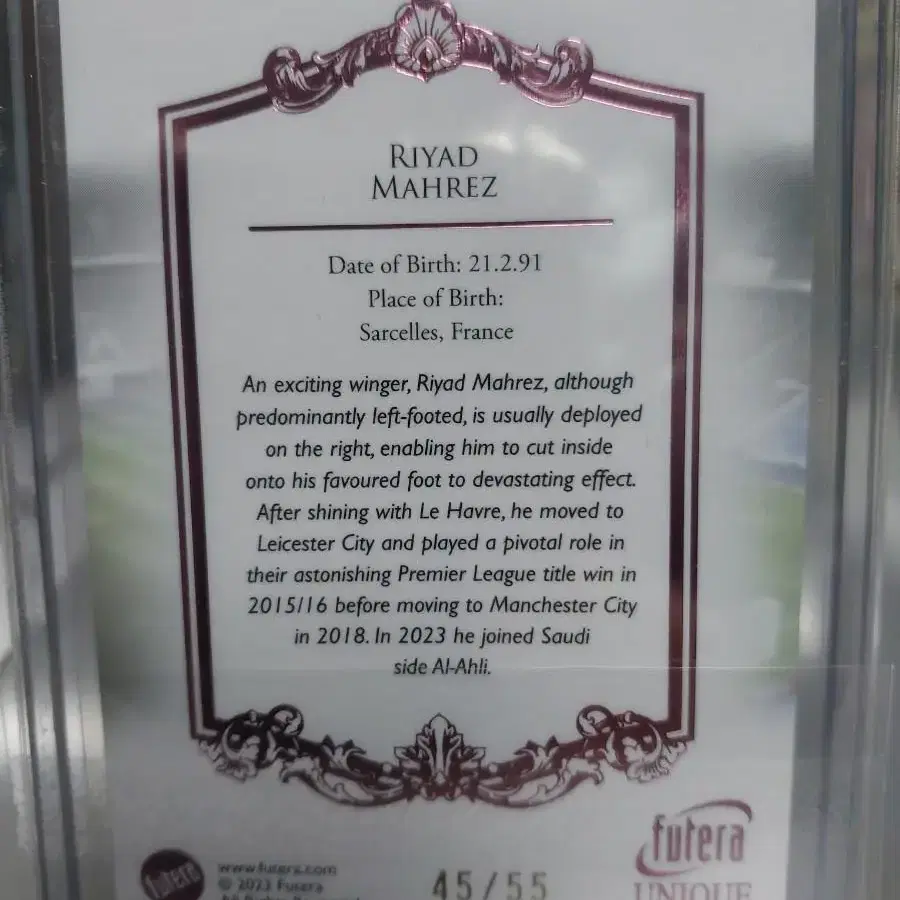 RIYAD
MAHREZ
Date of Birth: 21.2.91
Place of Birth:
Sarcelles, France
An exciting winger, Riyad Mahrez, although
predominantly left-footed, is usually deployed
on the right, enabling him to cut inside
onto his favoured foot to devastating effect.
After shining with Le Havre, he moved to
Leicester City and played a pivotal role in
their astonishing Premier League title win in
2015/16 before moving to Manchester City
in 2018. In 2023 he joined Saudi
side Al-Ahli.
futera
www.futera.com
© 2023 Futera
45/55
futera
UNIQUE